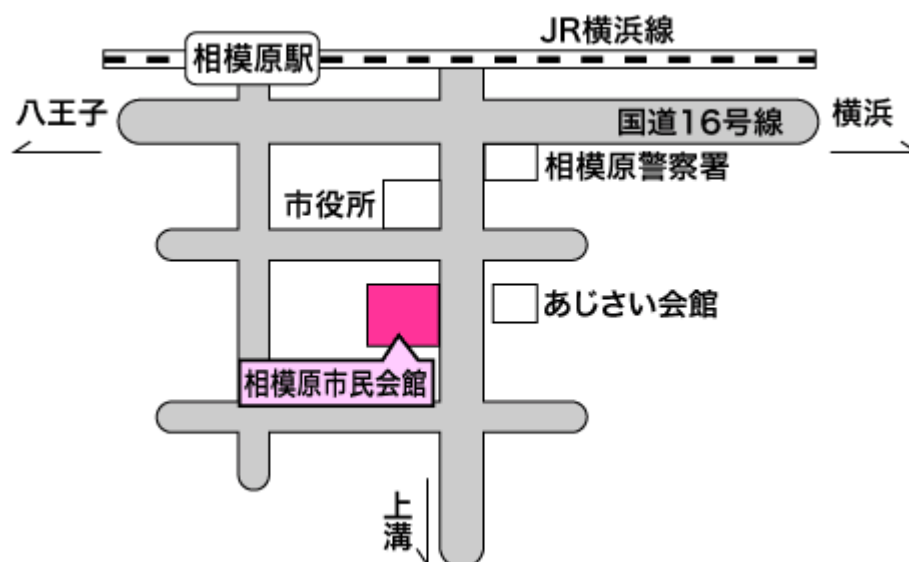 JR横浜線
相模原駅
八王子
国道16号線
横浜
相模原警察署
市役所
あじさい会館
相模原市民会館
上溝